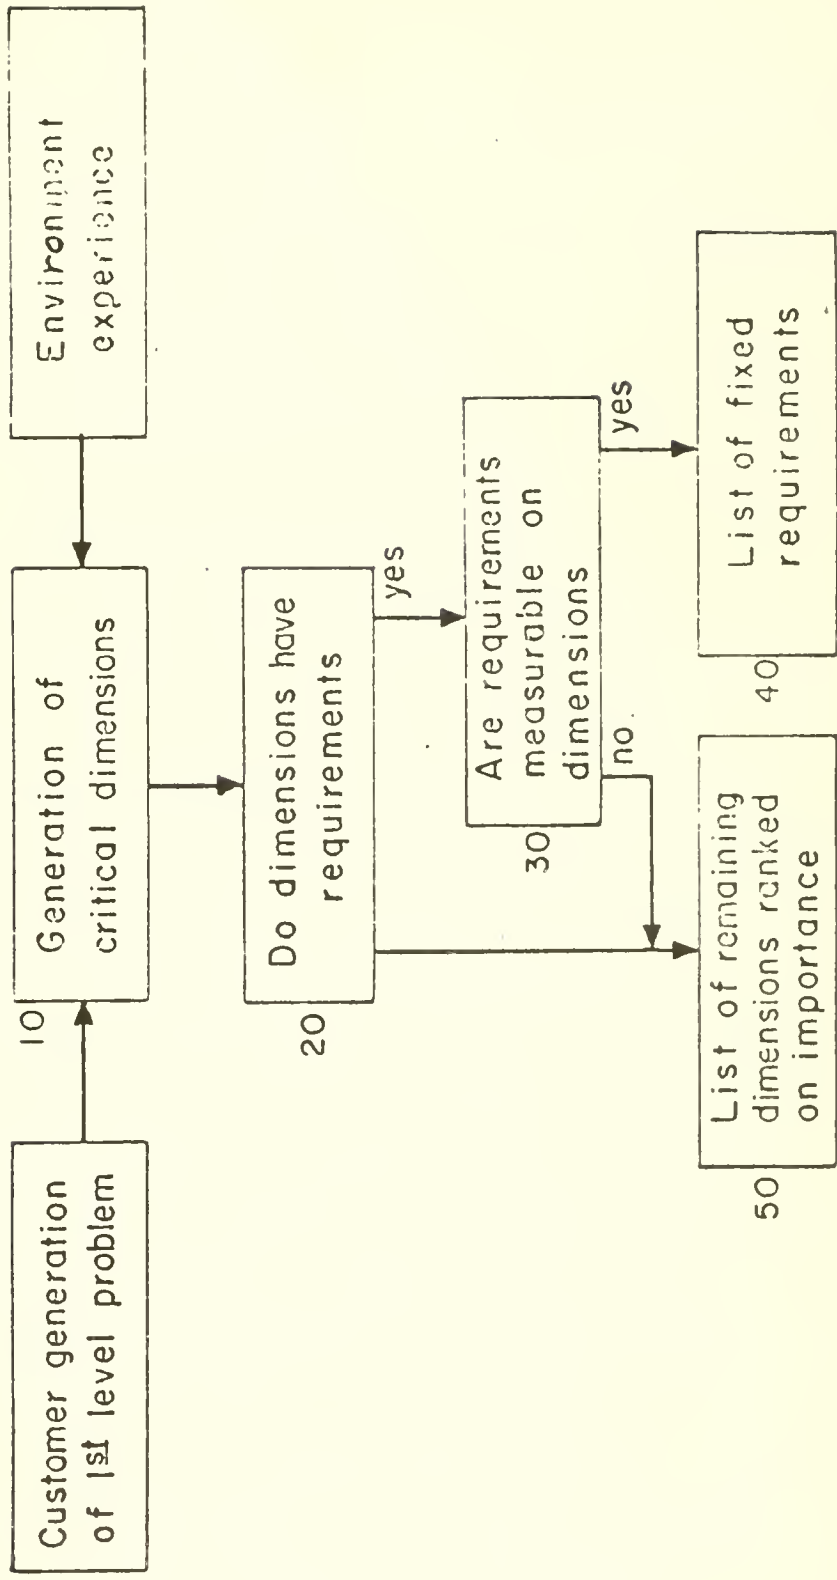 Customer generation
of 1st level problem
10
Generation of
critical dimensions
Environment
experience
20
Do dimensions have
requirements
yes
30
Are requirements
measurable on
dimensions
no
yes
50
List of remaining
dimensions ranked
on importance
40
List of fixed
requirements